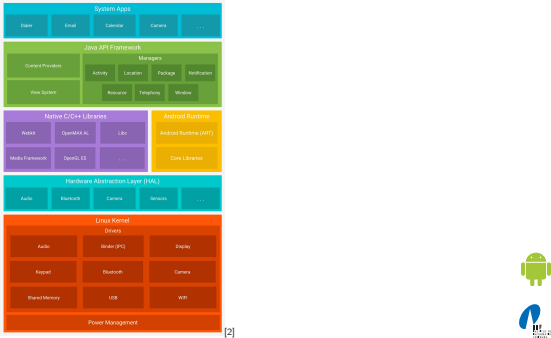 System Apps
Dialer Email Calendar Camera . . .
Java API Framework
Managers
Content Providers
Activity Location Package Notification
View System
Resource Telephony Window
Native C/C++ Libraries
Android Runtime
Webkit OpenMAX AL Libc
Android Runtime (ART)
Media Framework OpenGL ES . . .
Core Libraries
Hardware Abstraction Layer (HAL)
Audio Bluetooth Camera Sensors . . .
Linux Kernel
Drivers
Audio Binder (IPC) Display
Keypad Bluetooth Camera
Shared Memory USB WIFI
Power Management
[2]